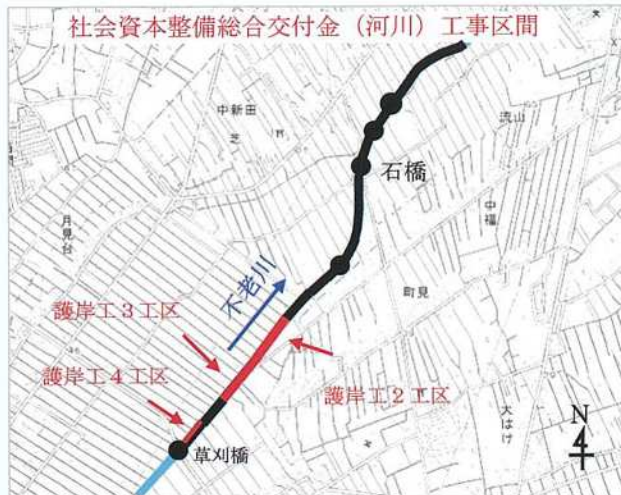 社会資本整備総合交付金（河川）工事区間
中新田
流山
芝
石橋
月見台
中福
不老川
町見
護岸工3工区
護岸工4工区
護岸工2工区
大はけ
N
草刈橋